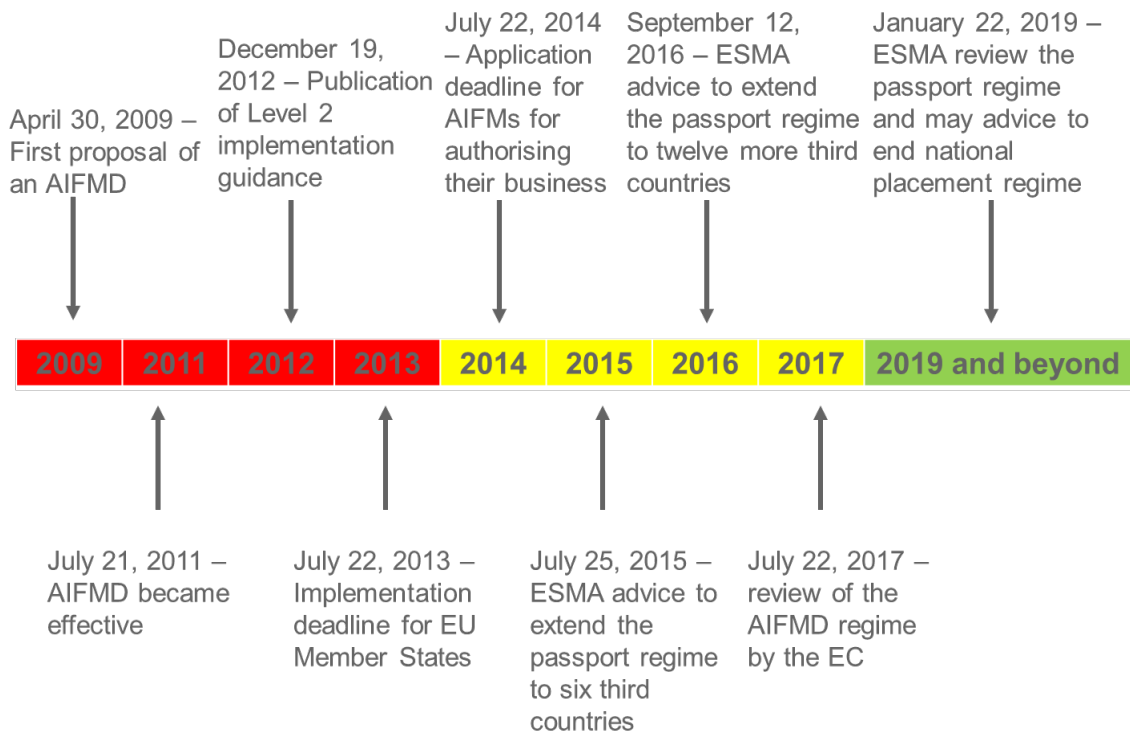 April 30, 2009 –
First proposal of
an AIFMD
December 19,
2012 – Publication
of Level 2
implementation
guidance
July 22, 2014
– Application
deadline for
AIFMs for
authorising
their business
September 12,
2016 – ESMA
advice to extend
the passport regime
to twelve more third
countries
January 22, 2019 –
ESMA review the
passport regime
and may advice to
end national
placement regime
2009 2011 2012 2013 2014 2015 2016 2017 2019 and beyond
July 21, 2011 –
AIFMD became
effective
July 22, 2013 –
Implementation
deadline for EU
Member States
July 25, 2015 –
ESMA advice to
extend the
passport regime
to six third
countries
July 22, 2017 –
review of the
AIFMD regime
by the EC